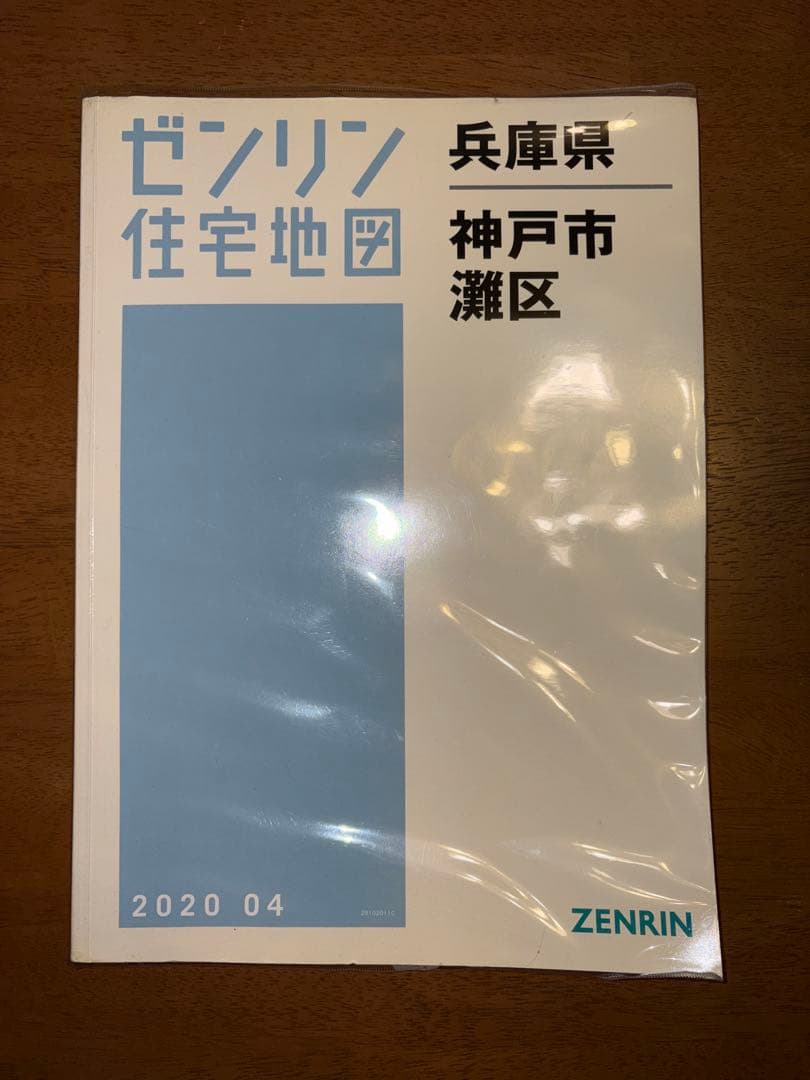 ゼンリン
住宅地図
兵庫県
神戸市
灘区
2020 04
ZENRIN